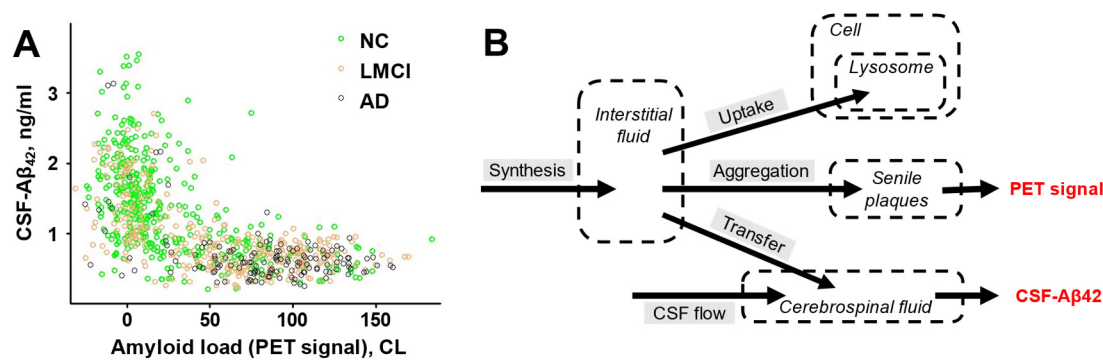 A
NC
LMCI
AD
CSF-Aβ42, ng/ml
3
2
1
0
50
100
150
Amyloid load (PET signal), CL
B
Cell
Lysosome
Interstitial
fluid
Uptake
Synthesis
Aggregation
Senile
plaques
PET signal
Transfer
CSF flow
Cerebrospinal fluid
CSF-Aβ42